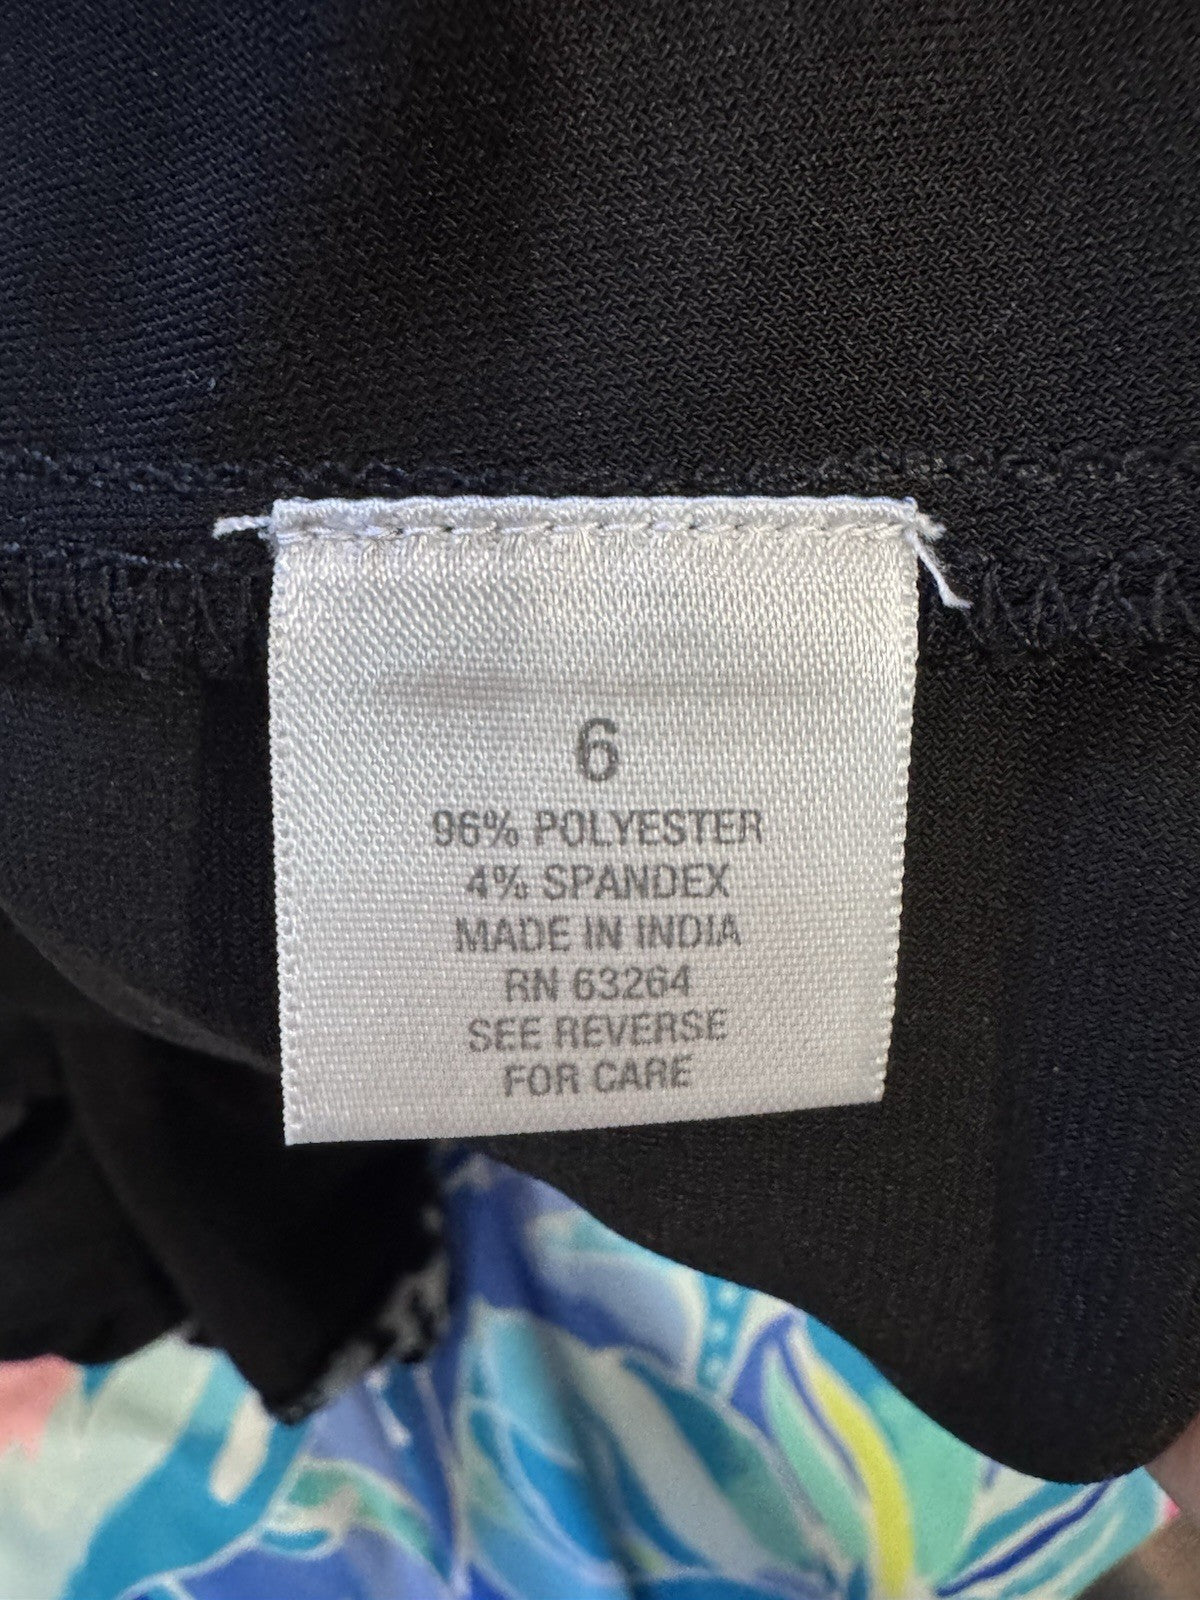 6
96% POLYESTER
4% SPANDEX
MADE IN INDIA
RN 63264
SEE REVERSE
FOR CARE